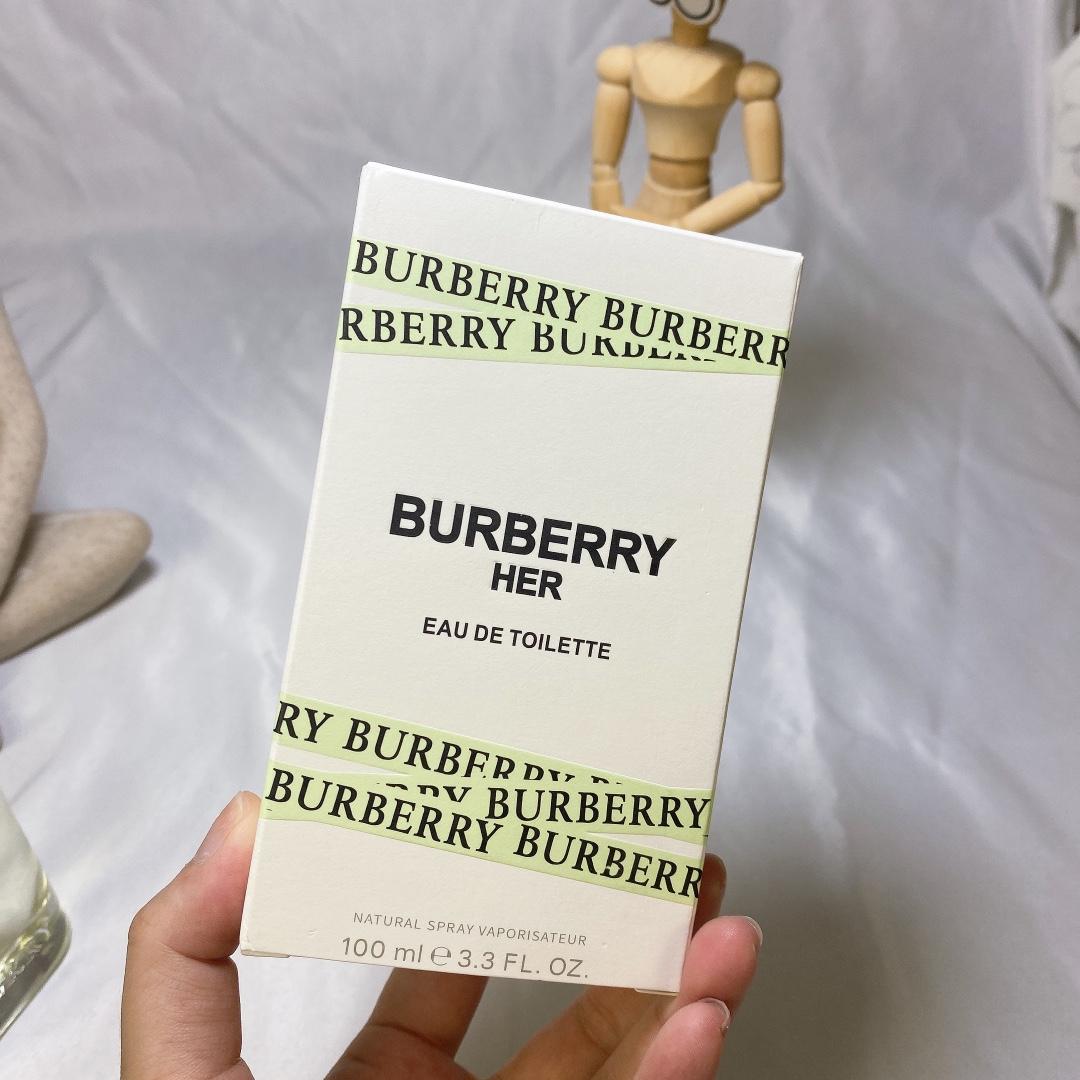 BURBERRY BURBERR
RBERRY BURBER
BURBERRY
HER
EAU DE TOILETTE
RY BURBERRY B
RRY BURBERRY
BURBERRY BURBERR
NATURAL SPRAY VAPORISATEUR
100 ml ℮ 3.3 FL. OZ.